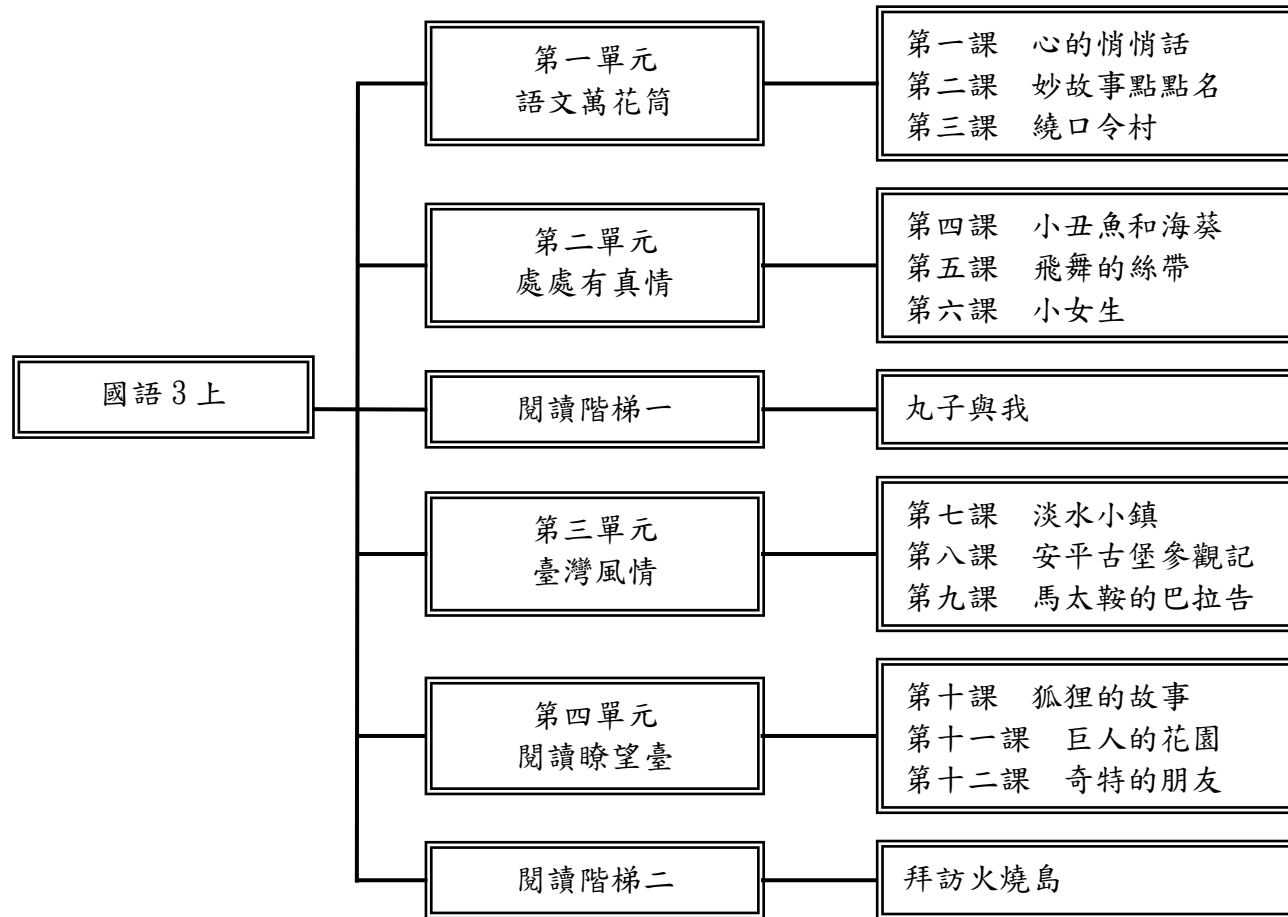 國語3上
第一單元
語文萬花筒
第一課　心的悄悄話
第二課　妙故事點點名
第三課　繞口令村
第二單元
處處有真情
第四課　小丑魚和海葵
第五課　飛舞的絲帶
第六課　小女生
閱讀階梯一
丸子與我
第三單元
臺灣風情
第七課　淡水小鎮
第八課　安平古堡參觀記
第九課　馬太鞍的巴拉告
第四單元
閱讀瞭望臺
第十課　狐狸的故事
第十一課　巨人的花園
第十二課　奇特的朋友
閱讀階梯二
拜訪火燒島